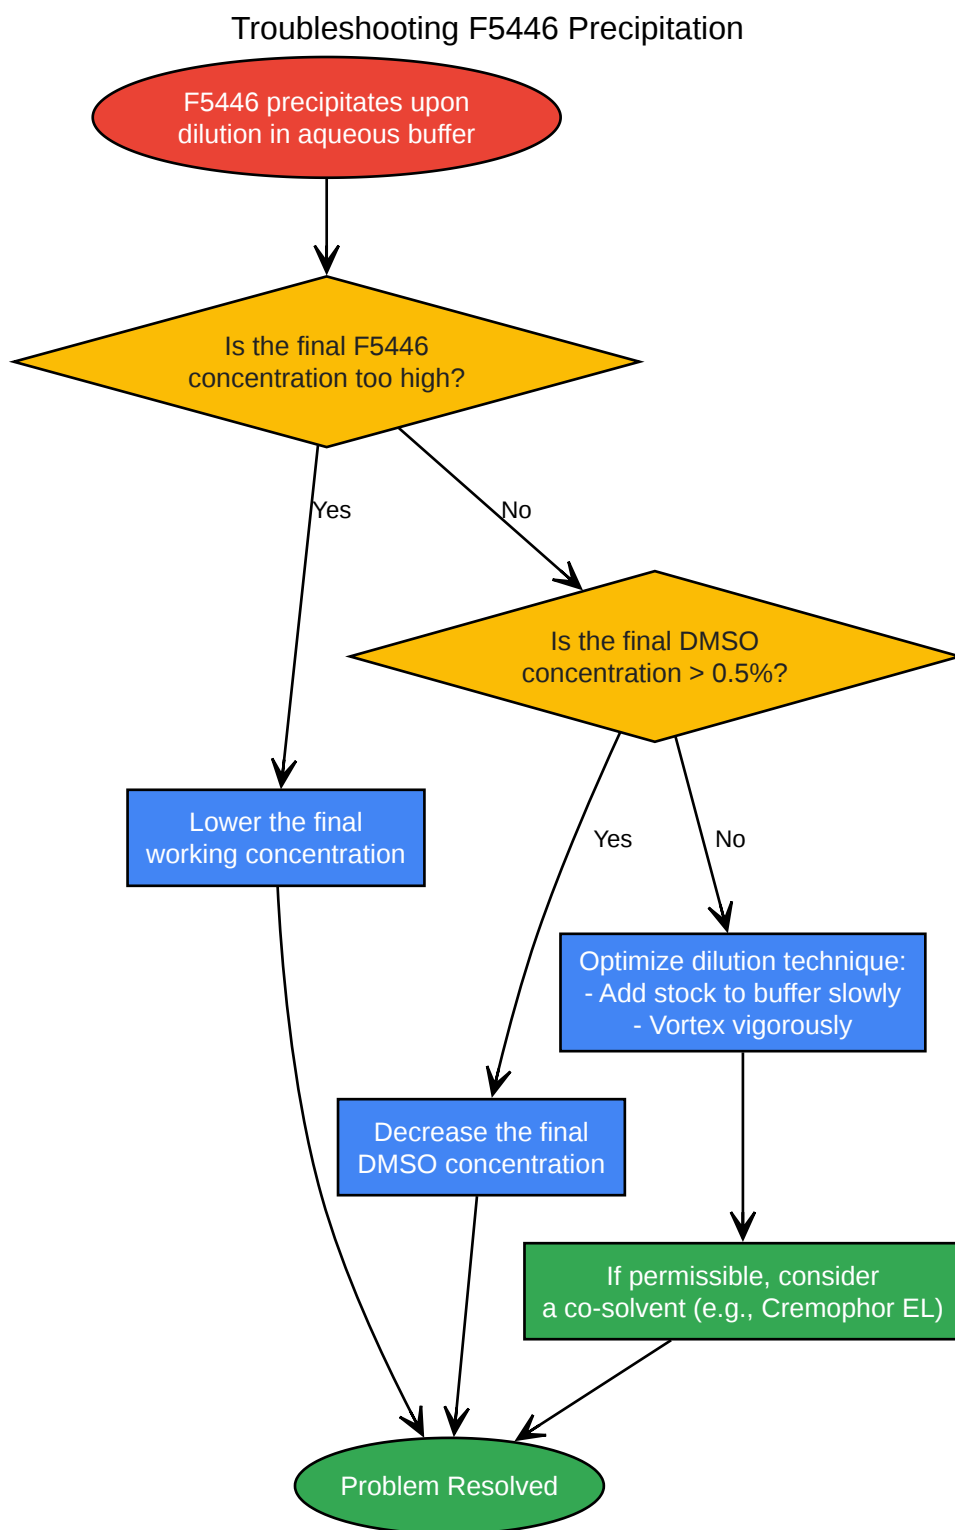 Troubleshooting F5446 Precipitation
F5446 precipitates upon
dilution in aqueous buffer
Is the final F5446
concentration too high?
Yes
No
Is the final DMSO
concentration > 0.5%?
Lower the final
working concentration
Yes
No
Optimize dilution technique:
- Add stock to buffer slowly
- Vortex vigorously
Decrease the final
DMSO concentration
If permissible, consider
a co-solvent (e.g., Cremophor EL)
Problem Resolved